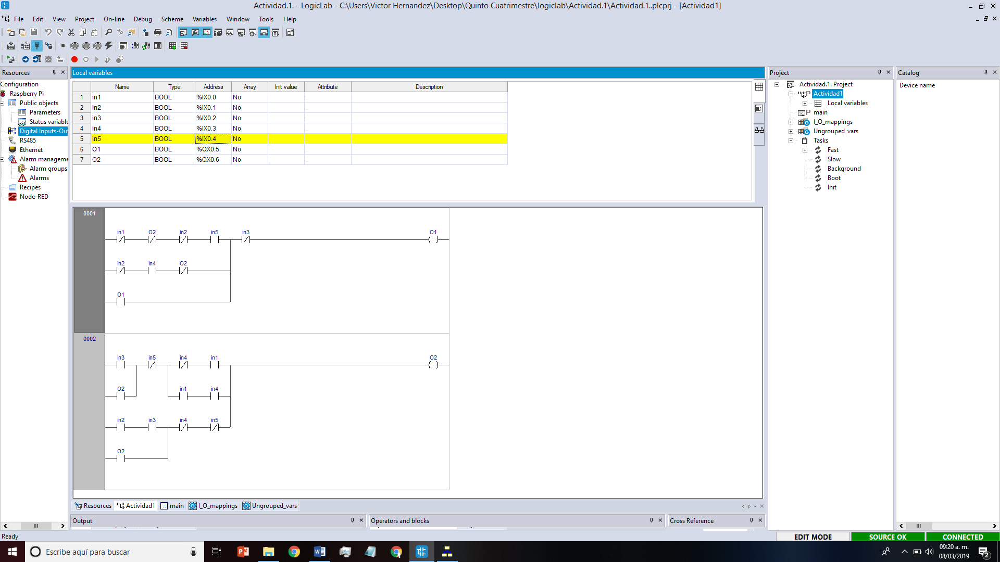 Actividad.1. - LogicLab - C:\Users\Victor Hernandez\Desktop\Quinto Cuatrimestre\logiclab\Actividad.1\Actividad.1..plcprj - [Actividad1]
File Edit View Project On-line Debug Scheme Variables Window Tools Help
Resources
Configuration
Raspberry Pi
Public objects
Parameters
Status variable
Digital Inputs-Ou
RS485
Ethernet
Alarm manageme
Alarm groups
Alarms
Recipes
Node-RED
Local variables
Name Type Address Array Init value Attribute Description
1 in1 BOOL %IX0.0 No ..
2 in2 BOOL %IX0.1 No ..
3 in3 BOOL %IX0.2 No ..
4 in4 BOOL %IX0.3 No ..
5 in5 BOOL %IX0.4 No ..
6 O1 BOOL %QX0.5 No ..
7 O2 BOOL %QX0.6 No ..
0001
in1 O2 in2 in5 in3 O1
in2 in4 O2
O1
0002
in3 in5 in4 in1 O2
O2 in1 in4
in2 in3 in4 in5
O2
Resources Actividad1 main I_O_mappings Ungrouped_vars
Output Operators and blocks Cross Reference
Project
Actividad.1. Project
Actividad1
Local variables
main
I_O_mappings
Ungrouped_vars
Tasks
Fast
Slow
Background
Boot
Init
Catalog
Device name
Ready EDIT MODE SOURCE OK CONNECTED
Escribe aquí para buscar
09:20 a. m.
08/03/2019
2